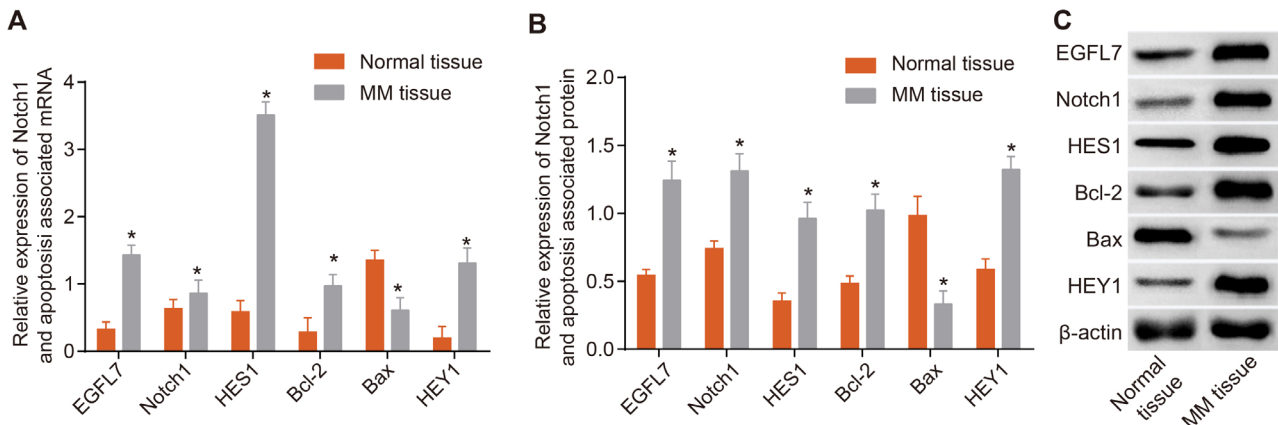 A
Relative expression of Notch1
and apoptosisi associated mRNA
Normal tissue
MM tissue
4
3
2
1
0
*
*
*
*
*
*
EGFL7
Notch1
HES1
Bcl-2
Bax
HEY1
B
Relative expression of Notch1
and apoptosisi associated protein
Normal tissue
MM tissue
2.0
1.5
1.0
0.5
0.0
*
*
*
*
*
*
EGFL7
Notch1
HES1
Bcl-2
Bax
HEY1
C
EGFL7
Notch1
HES1
Bcl-2
Bax
HEY1
β-actin
Normal
tissue
MM tissue